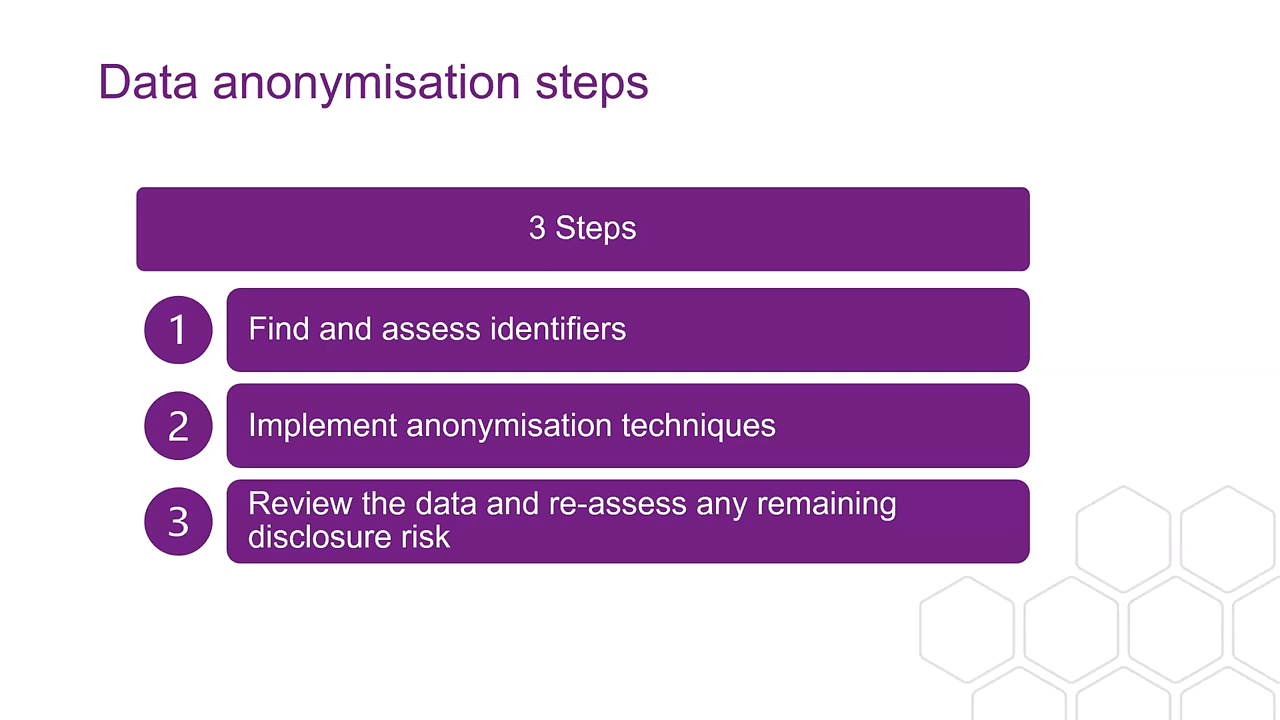 Data anonymisation steps
3 Steps
1
Find and assess identifiers
2
Implement anonymisation techniques
3
Review the data and re-assess any remaining
disclosure risk